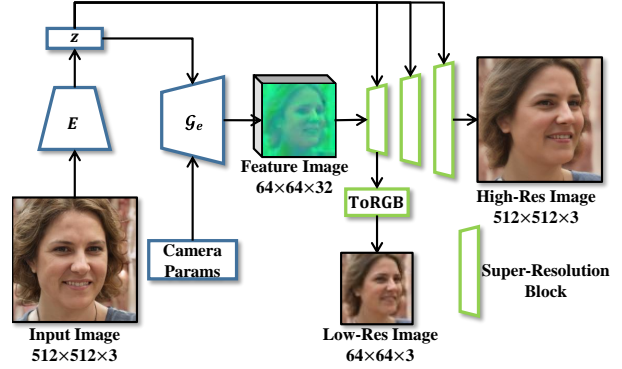 z
E
𝒢e
Feature Image
64×64×32
ToRGB
High-Res Image
512×512×3
Camera
Params
Super-Resolution
Block
Input Image
512×512×3
Low-Res Image
64×64×3